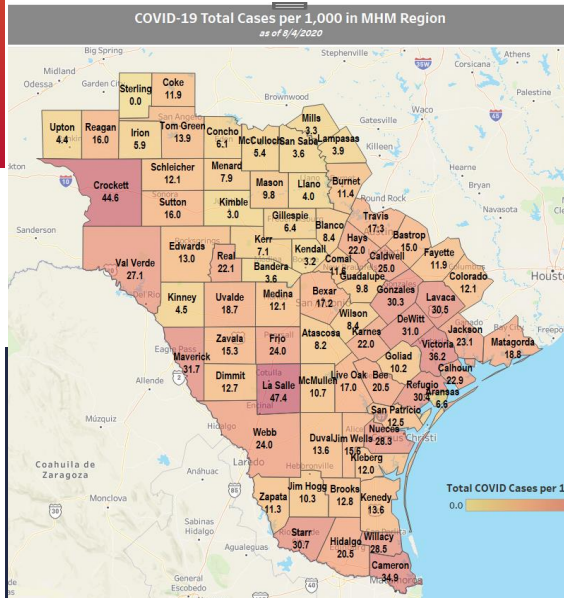 COVID-19 Total Cases per 1,000 in MHM Region
as of 8/4/2020
Big Spring
Stephenville
Athens
Midland
Corsicana
Odessa
Garden City
Palestine
Sterling
0.0
Coke
11.9
Brownwood
Waco
Gatesville
Killeen
Upton
4.4
Reagan
16.0
Irion
5.9
Tom Green
13.9
Concho
6.1
McCulloch
5.4
San Saba
3.6
Mills
3.3
Lampasas
3.9
Crockett
44.6
Schleicher
12.1
Menard
7.9
Mason
9.8
Llano
4.0
Burnet
11.4
Hearne
Bryan
Round Rock
Navasota
Sutton
16.0
Kimble
3.0
Gillespie
6.4
Blanco
8.4
Travis
17.3
Bastrop
15.0
Fayette
11.9
Colorado
12.1
Sanderson
Val Verde
27.1
Edwards
13.0
Real
22.1
Kerr
7.1
Bandera
3.6
Kendall
3.2
Comal
11.6
Hays
22.0
Caldwell
25.0
Guadalupe
9.8
Gonzales
30.3
Lavaca
30.5
Houst
Del Rio
Kinney
4.5
Uvalde
18.7
Medina
12.1
Bexar
17.2
Wilson
8.4
Karnes
22.0
DeWitt
31.0
Jackson
23.1
Matagorda
18.8
Bay City
Freepo
Eagle Pass
Maverick
31.7
Zavala
15.3
Frio
24.0
Atascosa
8.2
Goliad
10.2
Victoria
36.2
Calhoun
22.9
Allende
Dimmit
12.7
Cotulla
La Salle
47.4
Encinal
McMullen
10.7
Live Oak
17.0
Bee
20.5
Refugio
30.4
Aransas
6.6
San Patricio
12.5
Múzquiz
Hidalgo
Webb
24.0
Laredo
Duval
13.6
Jim Wells
15.6
Nueces
28.3
Kleberg
12.0
Coahuila de
Zaragoza
Anáhuac
Hebbronville
Monclova
Zapata
11.3
Jim Hogg
10.3
Brooks
12.8
Kenedy
13.6
Total COVID Cases per 1
0.0
Sabinas
Hidalgo
Agualeguas
Starr
30.7
Hidalgo
20.5
Willacy
28.5
Cameron
34.9
General
Escobedo